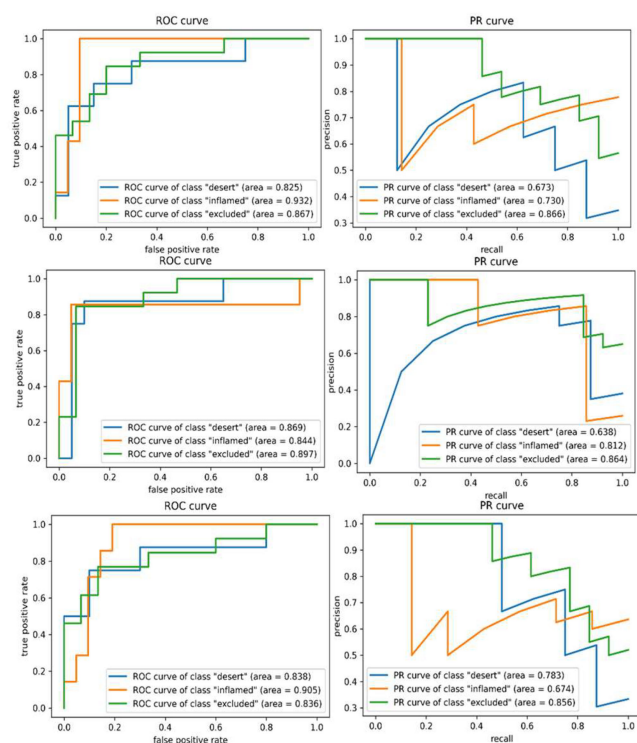 ROC curve
1.0
0.8
0.6
0.4
0.2
0.0
true positive rate
ROC curve of class "desert" (area = 0.825)
ROC curve of class "inflamed" (area = 0.932)
ROC curve of class "excluded" (area = 0.867)
0.0 0.2 0.4 0.6 0.8 1.0
false positive rate
PR curve
1.0
0.9
0.8
0.7
0.6
0.5
0.4
0.3
precision
PR curve of class "desert" (area = 0.673)
PR curve of class "inflamed" (area = 0.730)
PR curve of class "excluded" (area = 0.866)
0.0 0.2 0.4 0.6 0.8 1.0
recall
ROC curve
1.0
0.8
0.6
0.4
0.2
0.0
true positive rate
ROC curve of class "desert" (area = 0.869)
ROC curve of class "inflamed" (area = 0.844)
ROC curve of class "excluded" (area = 0.897)
0.0 0.2 0.4 0.6 0.8 1.0
false positive rate
PR curve
1.0
0.8
0.6
0.4
0.2
0.0
precision
PR curve of class "desert" (area = 0.638)
PR curve of class "inflamed" (area = 0.812)
PR curve of class "excluded" (area = 0.864)
0.0 0.2 0.4 0.6 0.8 1.0
recall
ROC curve
1.0
0.8
0.6
0.4
0.2
0.0
true positive rate
ROC curve of class "desert" (area = 0.838)
ROC curve of class "inflamed" (area = 0.905)
ROC curve of class "excluded" (area = 0.836)
0.0 0.2 0.4 0.6 0.8 1.0
false positive rate
PR curve
1.0
0.9
0.8
0.7
0.6
0.5
0.4
0.3
precision
PR curve of class "desert" (area = 0.783)
PR curve of class "inflamed" (area = 0.674)
PR curve of class "excluded" (area = 0.856)
0.0 0.2 0.4 0.6 0.8 1.0
recall